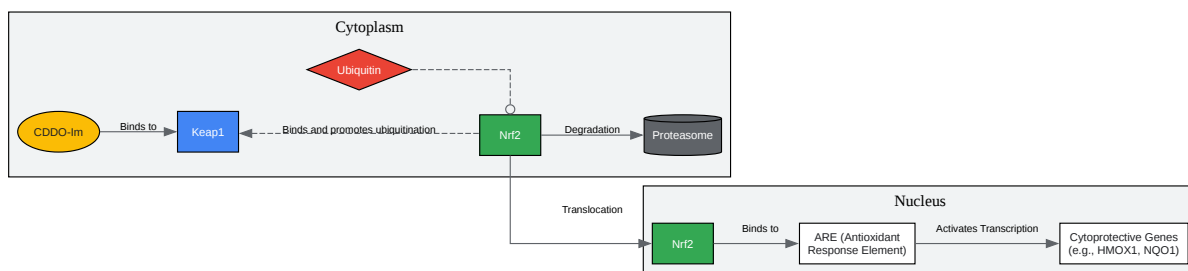 Cytoplasm
Ubiquitin
CDDO-Im
Binds to
Keap1
Binds and promotes ubiquitination
Nrf2
Degradation
Proteasome
Translocation
Nucleus
Nrf2
Binds to
ARE (Antioxidant
Response Element)
Activates Transcription
Cytoprotective Genes
(e.g., HMOX1, NQO1)